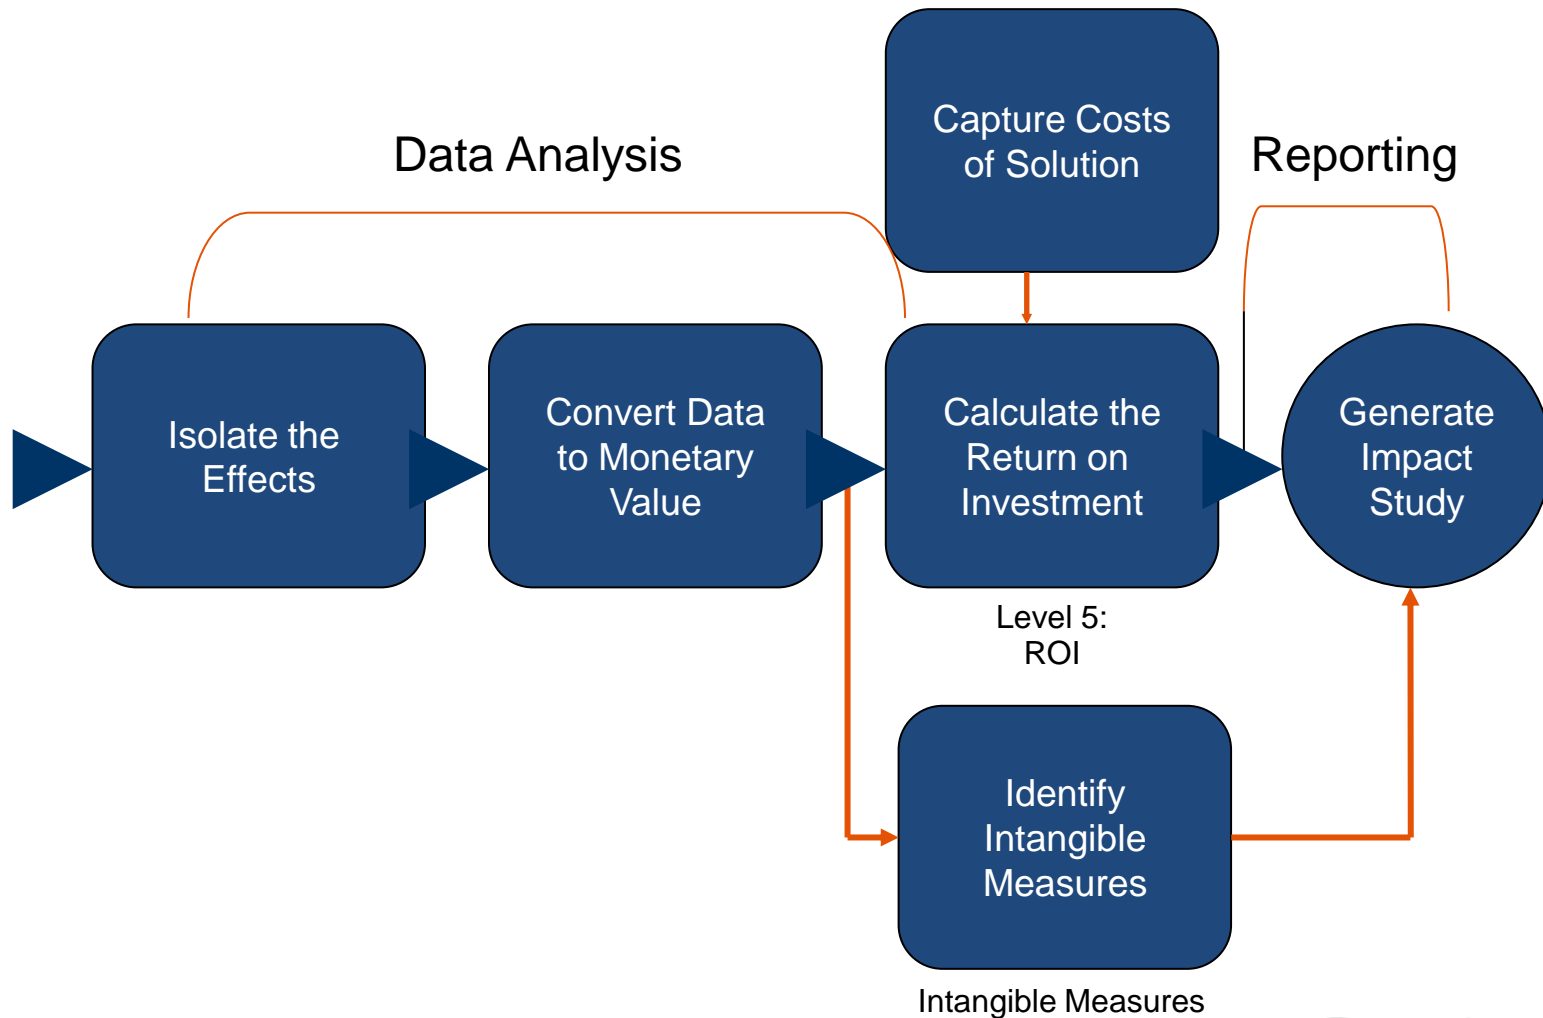 Capture Costs
of Solution
Data Analysis
Reporting
Isolate the
Effects
Convert Data
to Monetary
Value
Calculate the
Return on
Investment
Generate
Impact
Study
Level 5:
ROI
Identify
Intangible
Measures
Intangible Measures